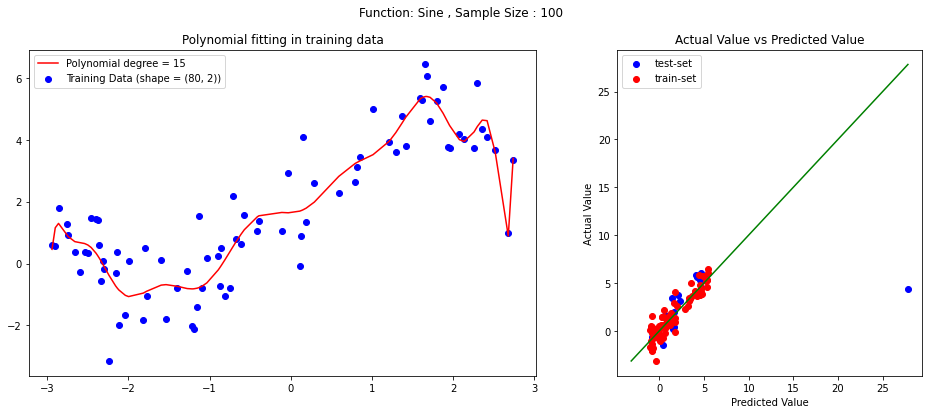 Function: Sine , Sample Size : 100
Polynomial fitting in training data
Polynomial degree = 15
Training Data (shape = (80, 2))
6
4
2
0
−2
−3
−2
−1
0
1
2
3
Actual Value vs Predicted Value
test-set
train-set
Actual Value
25
20
15
10
5
0
0
5
10
15
20
25
Predicted Value